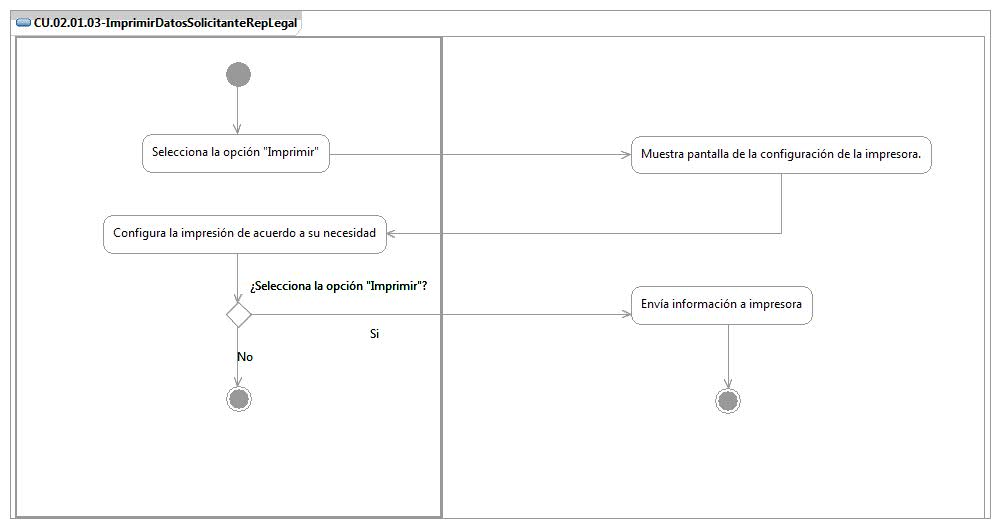 CU.02.01.03-ImprimirDatosSolicitanteRepLegal
Selecciona la opción "Imprimir"
Muestra pantalla de la configuración de la impresora.
Configura la impresión de acuerdo a su necesidad
¿Selecciona la opción "Imprimir"?
Envía información a impresora
Si
No